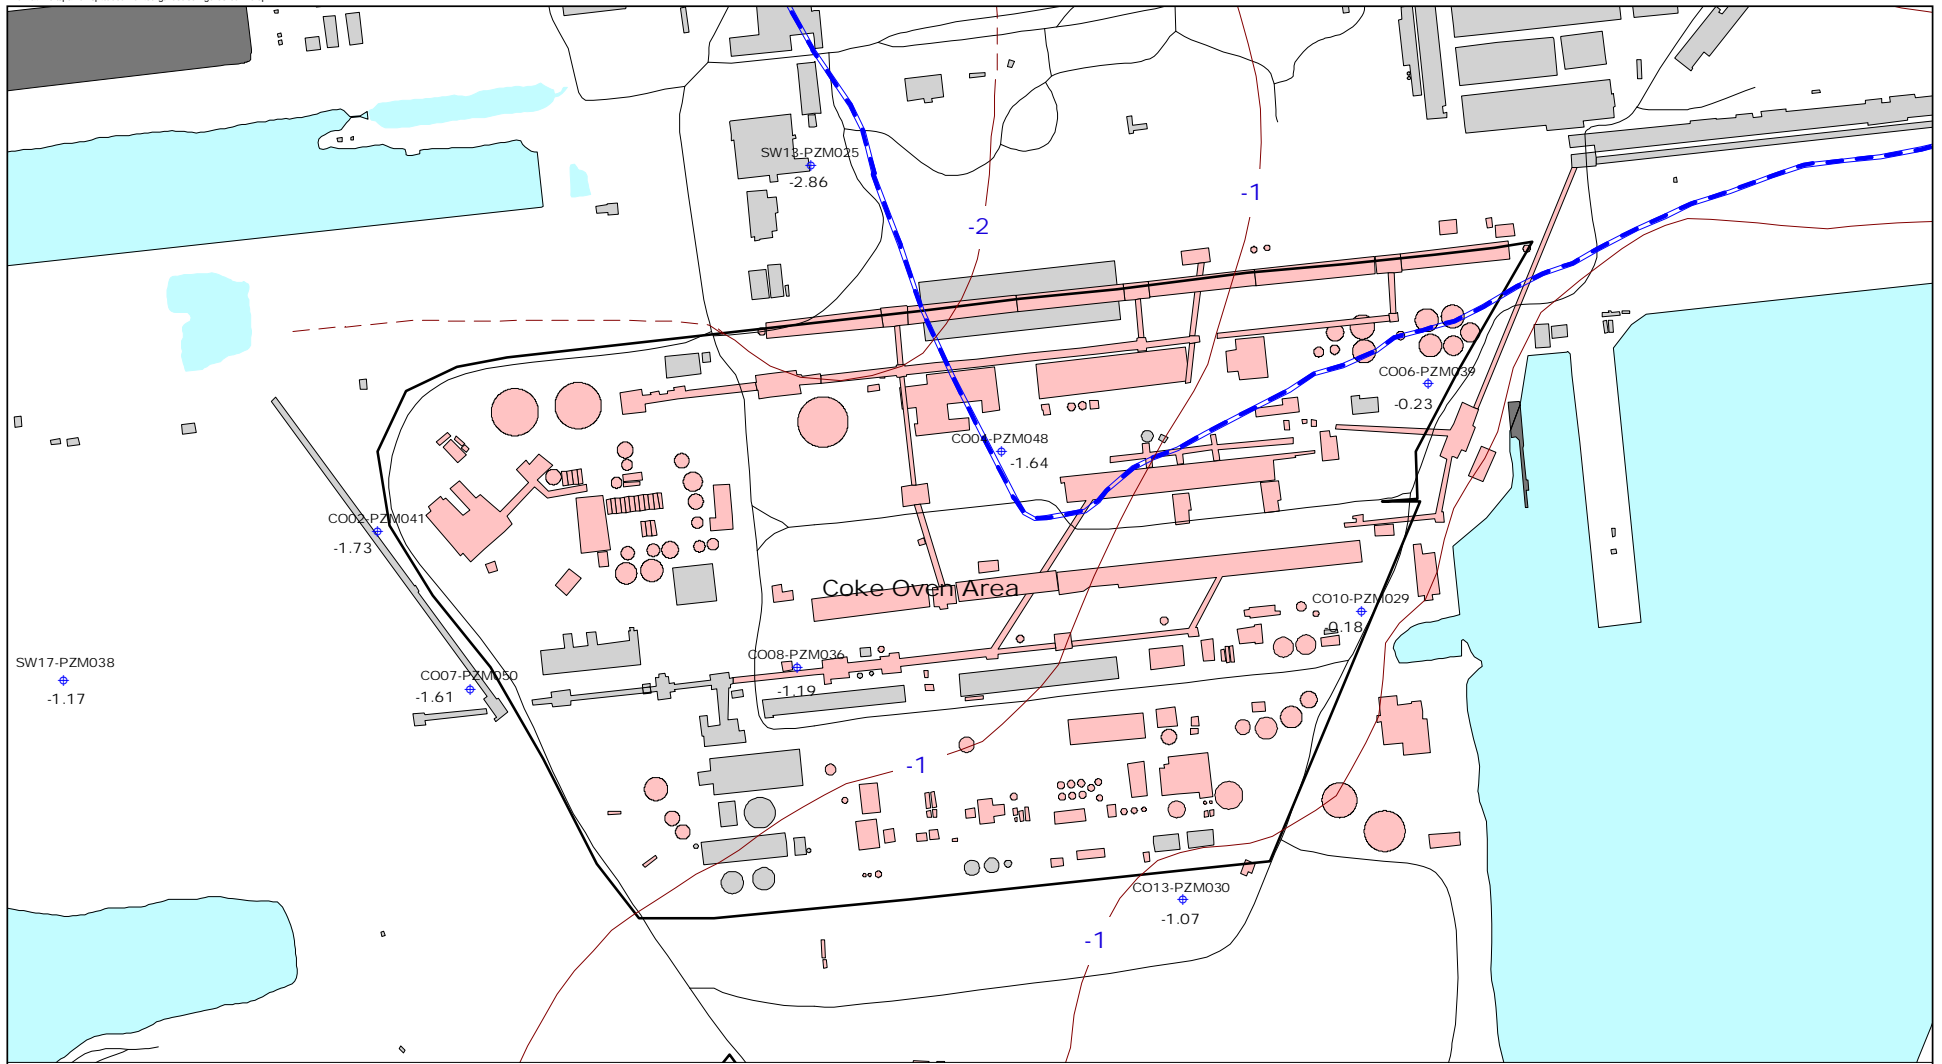 SW13-PZM025
-2.86
-1
-2
CO06-PZM039
-0.23
CO04-PZM048
-1.64
CO02-PZM041
-1.73
Coke Oven Area
CO10-PZM029
-0.18
SW17-PZM038
-1.17
CO07-PZM050
-1.61
CO08-PZM036
-1.19
-1
CO13-PZM030
-1.07
-1